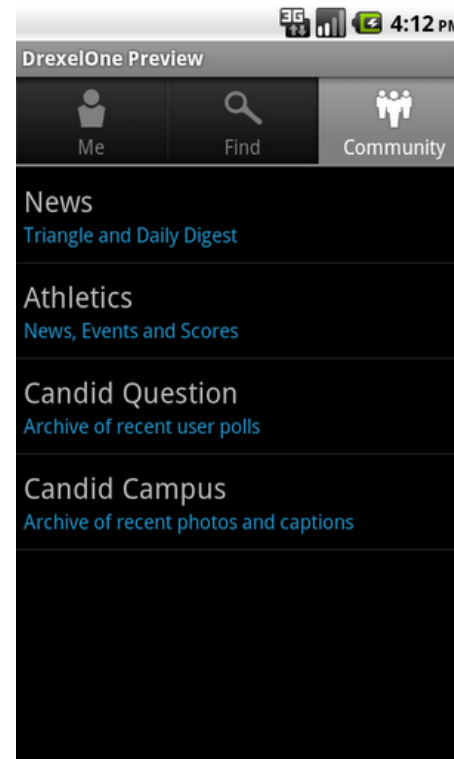 3G 4:12 PM
DrexelOne Preview
Me Find Community
News
Triangle and Daily Digest
Athletics
News, Events and Scores
Candid Question
Archive of recent user polls
Candid Campus
Archive of recent photos and captions